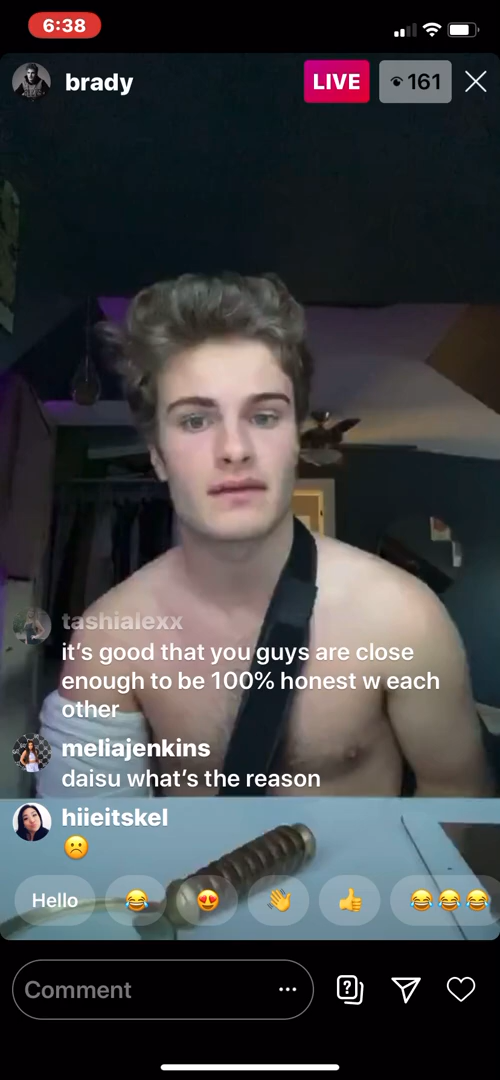 6:38
brady
LIVE
161
tashialexx
it's good that you guys are close
enough to be 100% honest w each
other
meliajenkins
daisu what's the reason
hiieitskel
☹️
Hello
😂
😍
👋
👍
😂😂😂
Comment